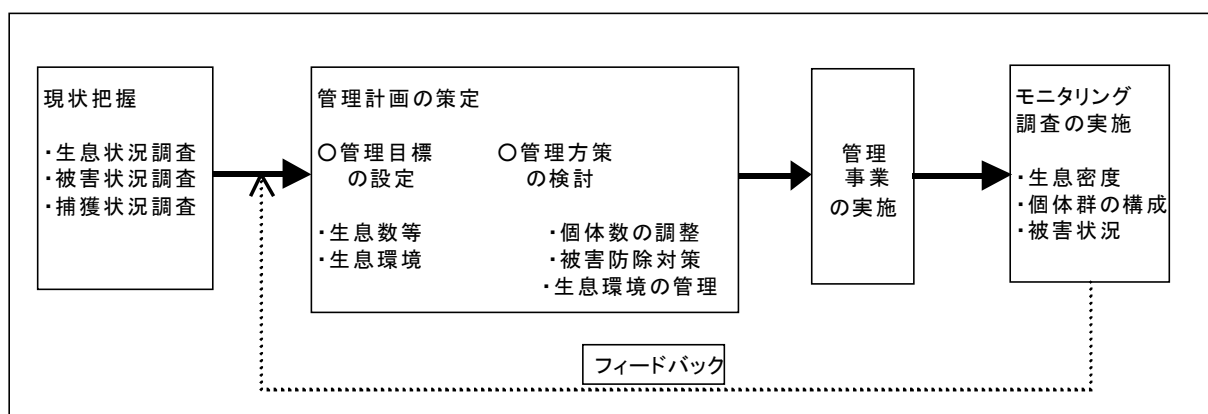 現状把握
・生息状況調査
・被害状況調査
・捕獲状況調査
管理計画の策定
○管理目標
の設定
・生息数等
・生息環境
○管理方策
の検討
・個体数の調整
・被害防除対策
・生息環境の管理
管理
事業
の実施
モニタリング
調査の実施
・生息密度
・個体群の構成
・被害状況
フィードバック